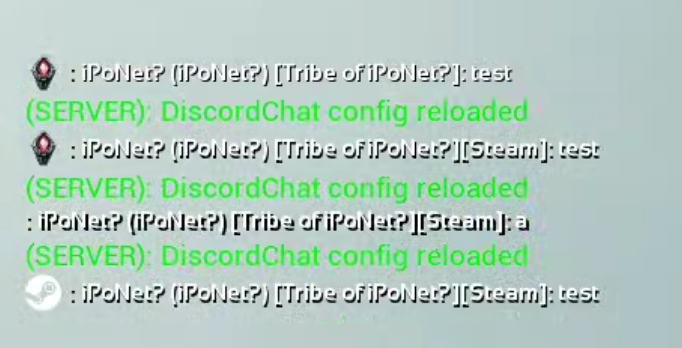 : iPoNet? (iPoNet?) [Tribe of iPoNet?]: test
(SERVER): DiscordChat config reloaded
: iPoNet? (iPoNet?) [Tribe of iPoNet?][Steam]: test
(SERVER): DiscordChat config reloaded
: iPoNet? (iPoNet?) [Tribe of iPoNet?][Steam]: a
(SERVER): DiscordChat config reloaded
: iPoNet? (iPoNet?) [Tribe of iPoNet?][Steam]: test